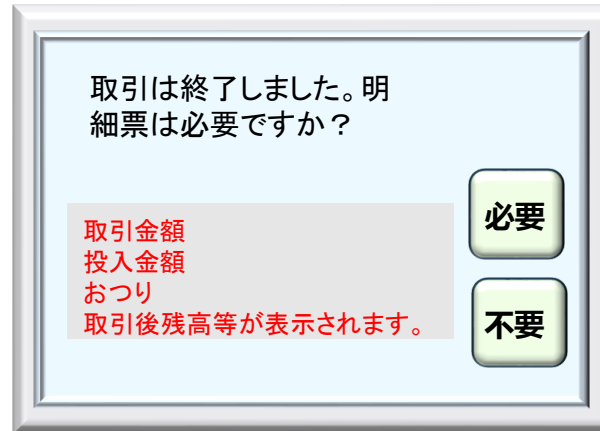 取引は終了しました。明
細票は必要ですか？
必要
取引金額
投入金額
おつり
取引後残高等が表示されます。
不要